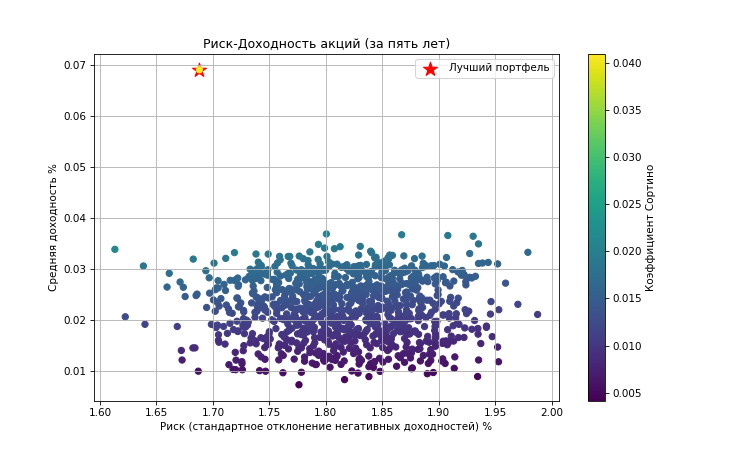 Риск-Доходность акций (за пять лет)
Лучший портфель
0.07
0.06
0.05
0.04
0.03
0.02
0.01
Средняя доходность %
1.60 1.65 1.70 1.75 1.80 1.85 1.90 1.95 2.00
Риск (стандартное отклонение негативных доходностей) %
0.040
0.035
0.030
0.025
0.020
0.015
0.010
0.005
Коэффициент Сортино